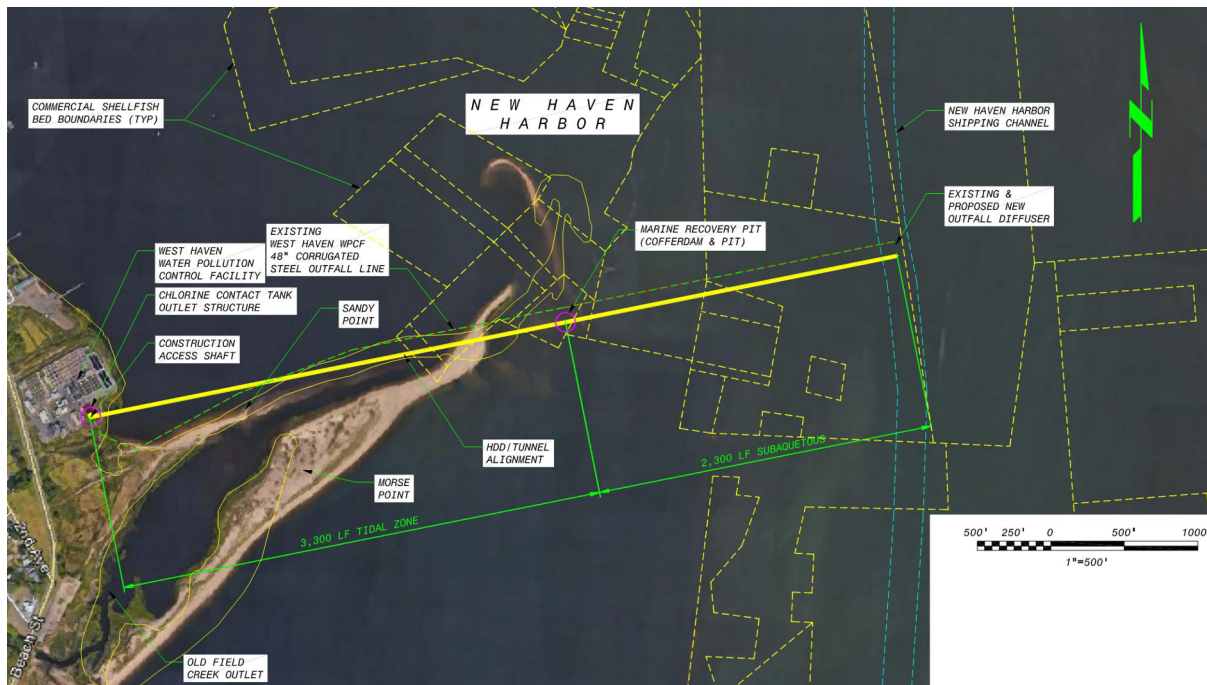 COMMERCIAL SHELLFISH
BED BOUNDARIES (TYP)
NEW HAVEN
HARBOR
NEW HAVEN HARBOR
SHIPPING CHANNEL
N
EXISTING &
PROPOSED NEW
OUTFALL DIFFUSER
MARINE RECOVERY PIT
(COFFERDAM & PIT)
EXISTING
WEST HAVEN WPCF
48" CORRUGATED
STEEL OUTFALL LINE
WEST HAVEN
WATER POLLUTION
CONTROL FACILITY
CHLORINE CONTACT TANK
OUTLET STRUCTURE
SANDY
POINT
CONSTRUCTION
ACCESS SHAFT
HDD/TUNNEL
ALIGNMENT
MORSE
POINT
2,300 LF SUBAQUETOUS
3,300 LF TIDAL ZONE
2nd Ave
Beach St
OLD FIELD
CREEK OUTLET
500' 250' 0 500' 1000
1"=500'